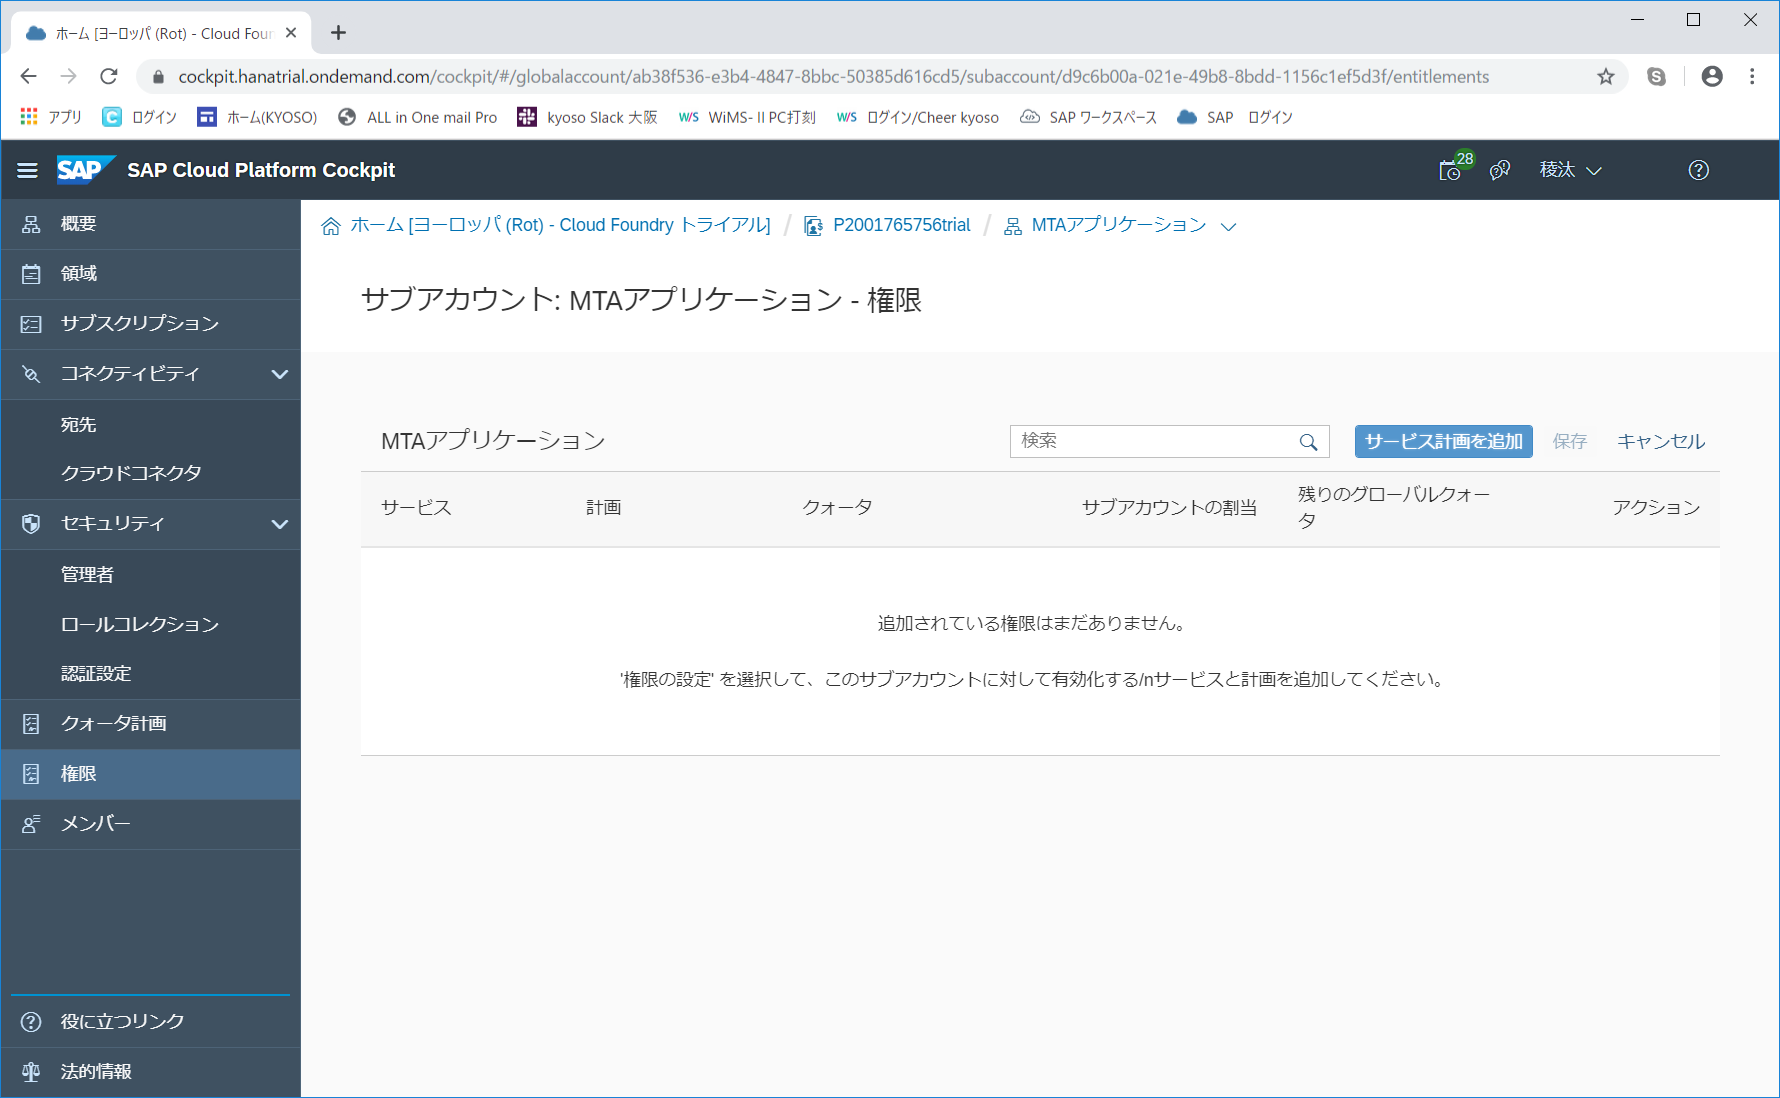 ホーム [ヨーロッパ (Rot) - Cloud Foun
cockpit.hanatrial.ondemand.com/cockpit/#/globalaccount/ab38f536-e3b4-4847-8bbc-50385d616cd5/subaccount/d9c6b00a-021e-49b8-8bdd-1156c1ef5d3f/entitlements
アプリ ログイン ホーム(KYOSO) ALL in One mail Pro kyoso Slack 大阪 W/S WiMS-ⅡPC打刻 W/S ログイン/Cheer kyoso SAP ワークスペース SAP ログイン
SAP SAP Cloud Platform Cockpit 28 稜汰
概要
領域
サブスクリプション
コネクティビティ
宛先
クラウドコネクタ
セキュリティ
管理者
ロールコレクション
認証設定
クォータ計画
権限
メンバー
役に立つリンク
法的情報
ホーム [ヨーロッパ (Rot) - Cloud Foundry トライアル] / P2001765756trial / MTAアプリケーション
サブアカウント: MTAアプリケーション - 権限
MTAアプリケーション 検索 サービス計画を追加 保存 キャンセル
サービス 計画 クォータ サブアカウントの割当 残りのグローバルクォー
タ アクション
追加されている権限はまだありません。
'権限の設定' を選択して、このサブアカウントに対して有効化する/nサービスと計画を追加してください。